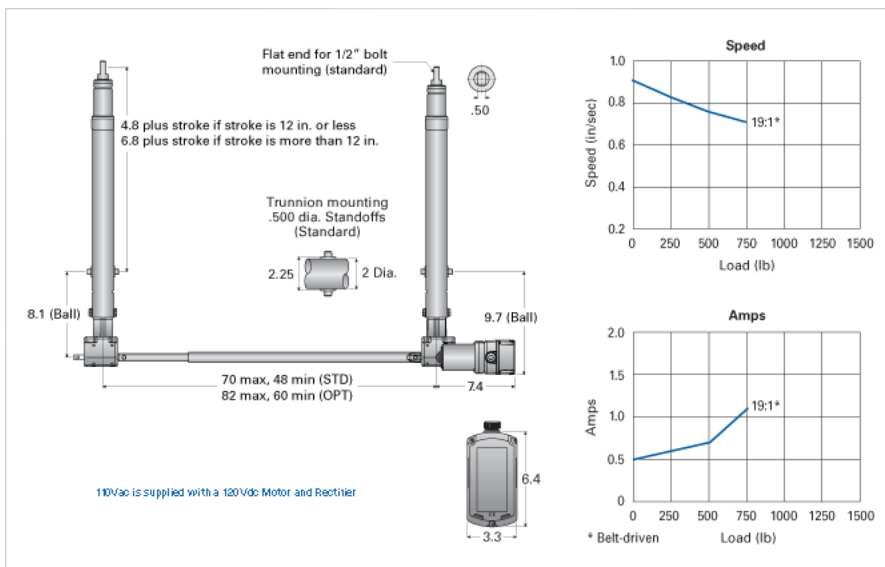 Flat end for 1/2" bolt
mounting (standard)
.50
4.8 plus stroke if stroke is 12 in. or less
6.8 plus stroke if stroke is more than 12 in.
Trunnion mounting
.500 dia. Standoffs
(Standard)
2.25
2 Dia.
8.1 (Ball)
9.7 (Ball)
70 max, 48 min (STD)
82 max, 60 min (OPT)
7.4
6.4
3.3
110Vac is supplied with a 120Vdc Motor and Rectifier
Speed
1.0
0.8
0.6
0.4
0.2
Speed (in/sec)
19:1*
0 250 500 750 1000 1250 1500
Load (lb)
Amps
2.0
1.5
1.0
0.5
0
Amps
19:1*
0 250 500 750 1000 1250 1500
* Belt-driven
Load (lb)